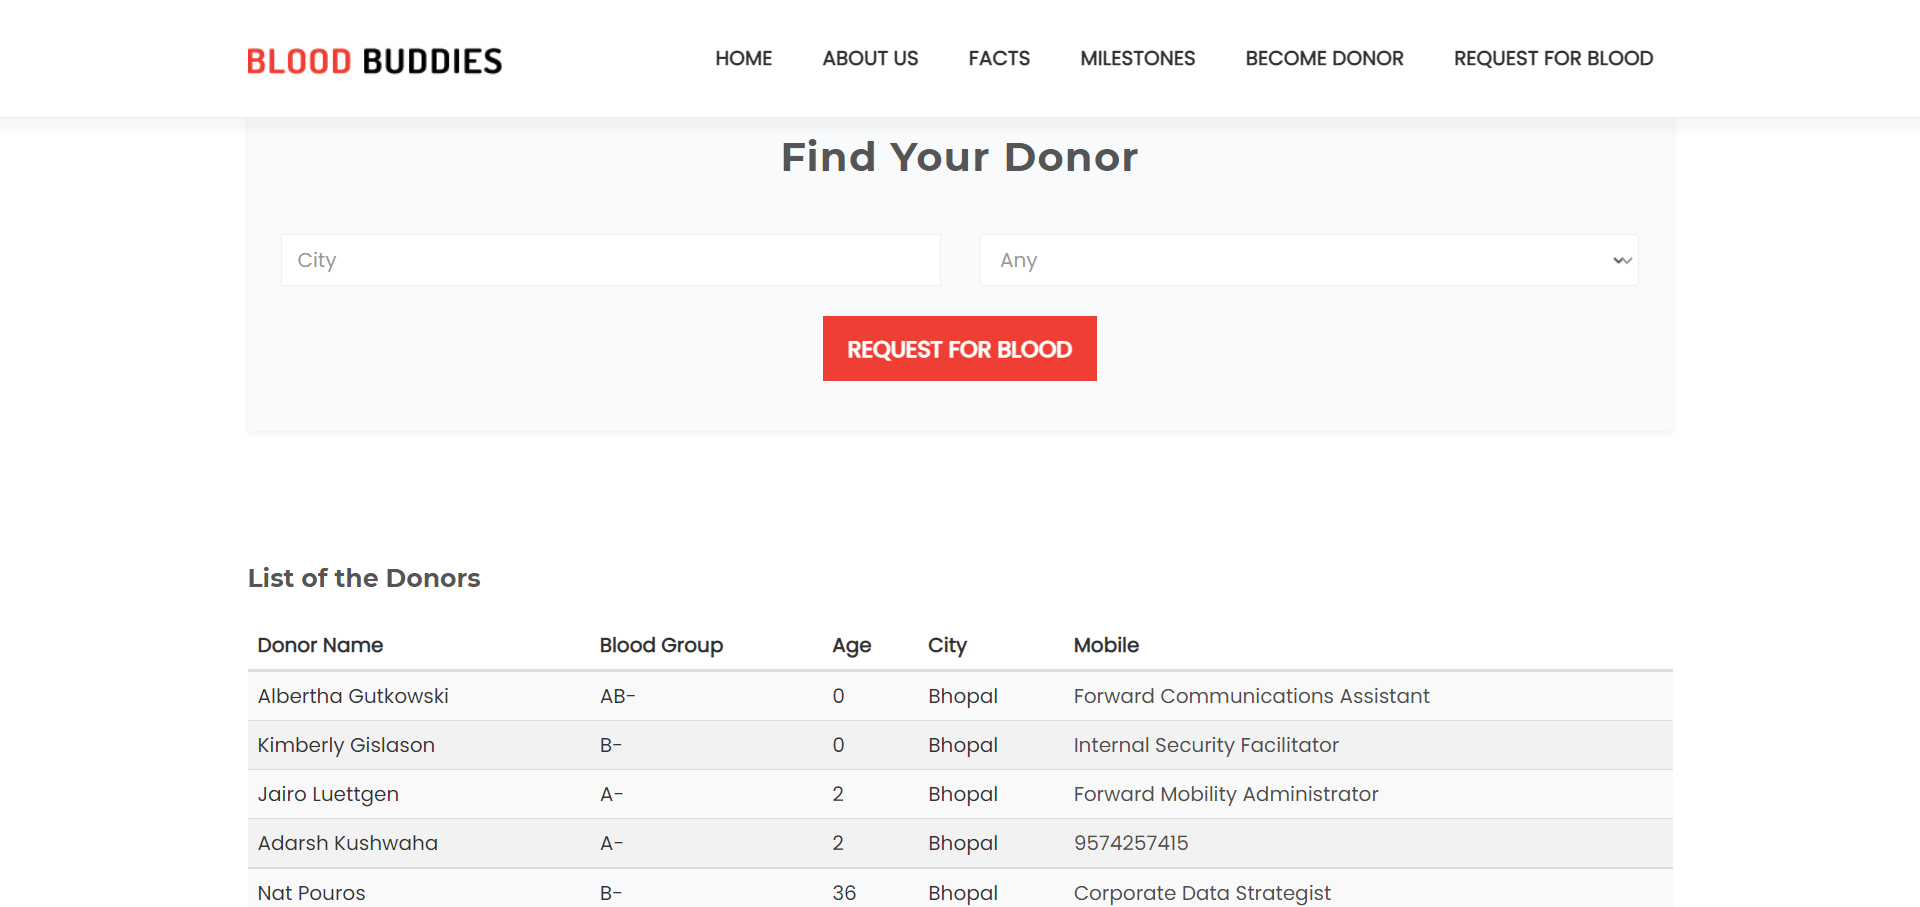 BLOOD BUDDIES HOME ABOUT US FACTS MILESTONES BECOME DONOR REQUEST FOR BLOOD
Find Your Donor
City Any
REQUEST FOR BLOOD
List of the Donors
Donor Name Blood Group Age City Mobile
Albertha Gutkowski AB- 0 Bhopal Forward Communications Assistant
Kimberly Gislason B- 0 Bhopal Internal Security Facilitator
Jairo Luettgen A- 2 Bhopal Forward Mobility Administrator
Adarsh Kushwaha A- 2 Bhopal 9574257415
Nat Pouros B- 36 Bhopal Corporate Data Strategist